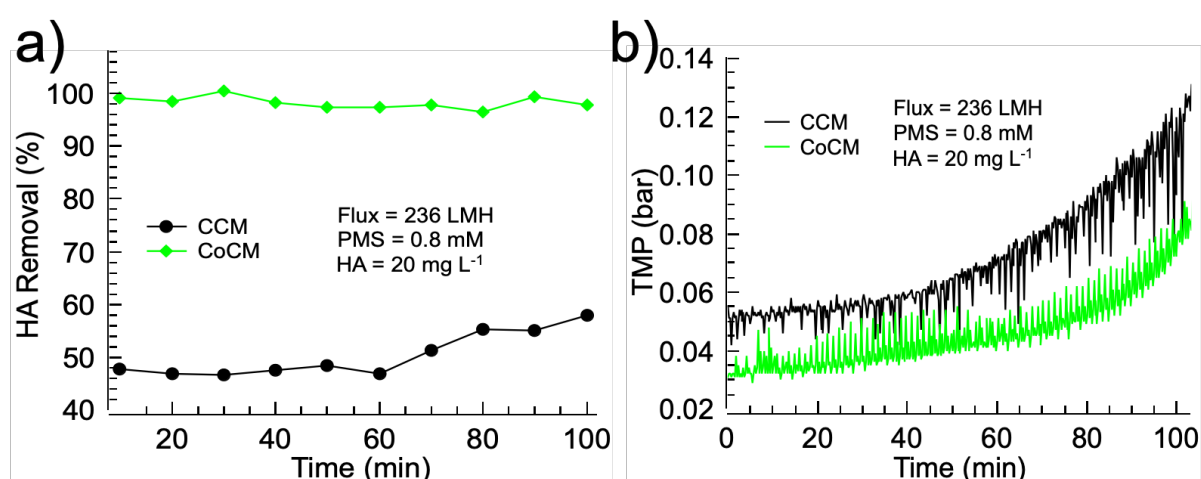 a)
HA Removal (%)
100
90
80
70
60
50
40
CCM
CoCM
Flux = 236 LMH
PMS = 0.8 mM
HA = 20 mg L-1
20 40 60 80 100
Time (min)
b)
TMP (bar)
0.14
0.12
0.10
0.08
0.06
0.04
0.02
CCM
CoCM
Flux = 236 LMH
PMS = 0.8 mM
HA = 20 mg L-1
0 20 40 60 80 100
Time (min)